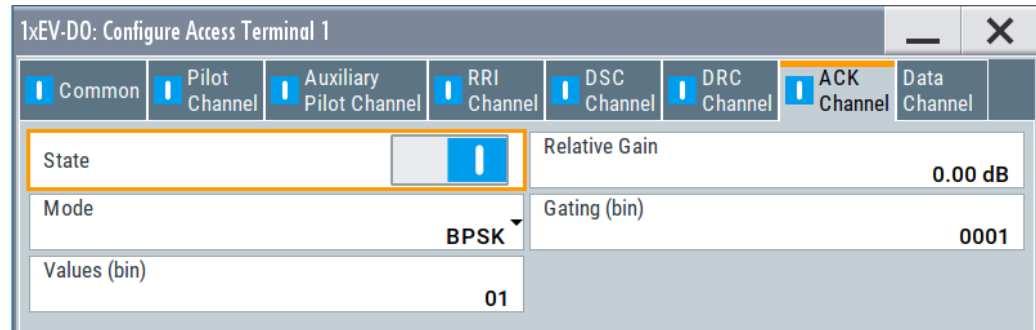 1xEV-DO: Configure Access Terminal 1
Common
Pilot
Channel
Auxiliary
Pilot Channel
RRI
Channel
DSC
Channel
DRC
Channel
ACK
Channel
Data
Channel
State
Relative Gain
0.00 dB
Mode
BPSK
Gating (bin)
0001
Values (bin)
01